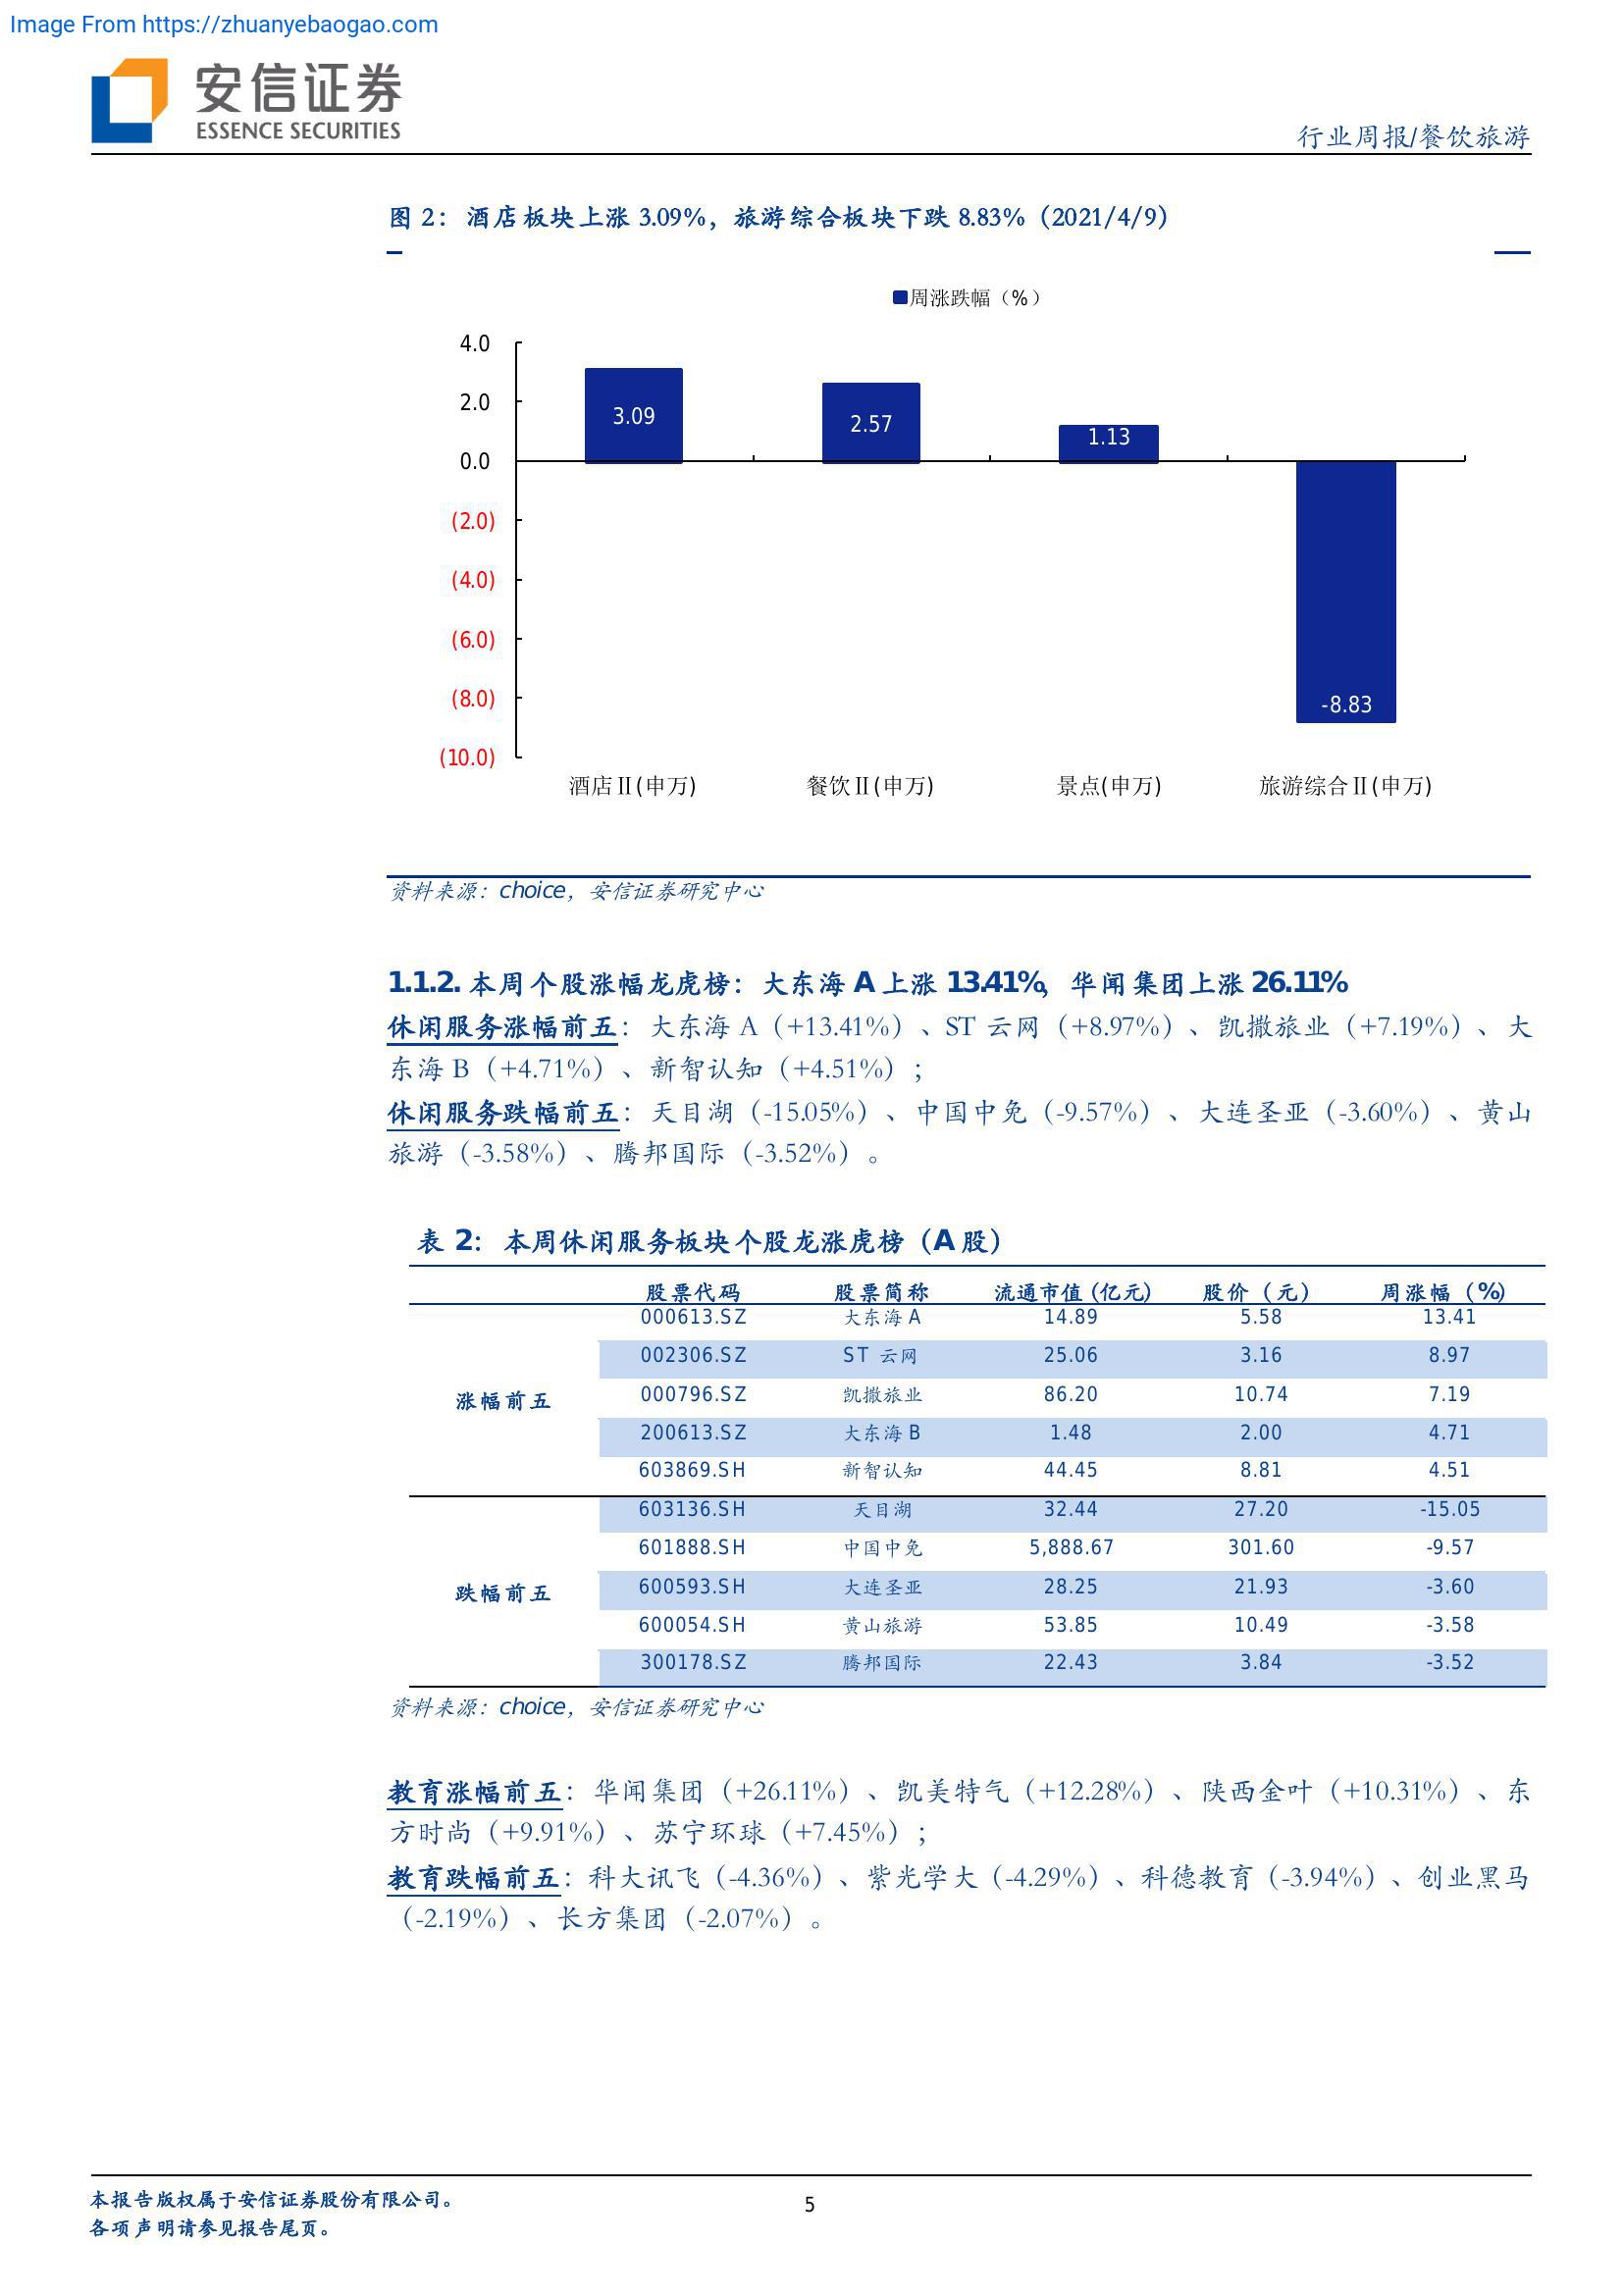 Image From https://zhuanyebaogao.com
安信证券
ESSENCE SECURITIES
行业周报/餐饮旅游
图 2：酒店板块上涨 3.09%，旅游综合板块下跌 8.83%（2021/4/9）
周涨跌幅（%）
4.0
2.0
0.0
(2.0)
(4.0)
(6.0)
(8.0)
(10.0)
3.09
2.57
1.13
-8.83
酒店 II (申万)
餐饮 II (申万)
景点(申万)
旅游综合 II (申万)
资料来源：choice，安信证券研究中心
1.1.2. 本周个股涨幅龙虎榜：大东海 A 上涨 13.41%，华闻集团上涨 26.11%
休闲服务涨幅前五：大东海 A（+13.41%）、ST 云网（+8.97%）、凯撒旅业（+7.19%）、大
东海 B（+4.71%）、新智认知（+4.51%）；
休闲服务跌幅前五：天目湖（-15.05%）、中国中免（-9.57%）、大连圣亚（-3.60%）、黄山
旅游（-3.58%）、腾邦国际（-3.52%）。
表 2：本周休闲服务板块个股龙涨虎榜（A 股）
股票代码 股票简称 流通市值 (亿元) 股价（元） 周涨幅（%）
涨幅前五
000613.SZ 大东海 A 14.89 5.58 13.41
002306.SZ ST 云网 25.06 3.16 8.97
000796.SZ 凯撒旅业 86.20 10.74 7.19
200613.SZ 大东海 B 1.48 2.00 4.71
603869.SH 新智认知 44.45 8.81 4.51
跌幅前五
603136.SH 天目湖 32.44 27.20 -15.05
601888.SH 中国中免 5,888.67 301.60 -9.57
600593.SH 大连圣亚 28.25 21.93 -3.60
600054.SH 黄山旅游 53.85 10.49 -3.58
300178.SZ 腾邦国际 22.43 3.84 -3.52
资料来源：choice，安信证券研究中心
教育涨幅前五：华闻集团（+26.11%）、凯美特气（+12.28%）、陕西金叶（+10.31%）、东
方时尚（+9.91%）、苏宁环球（+7.45%）；
教育跌幅前五：科大讯飞（-4.36%）、紫光学大（-4.29%）、科德教育（-3.94%）、创业黑马
（-2.19%）、长方集团（-2.07%）。
本报告版权属于安信证券股份有限公司。
各项声明请参见报告尾页。
5